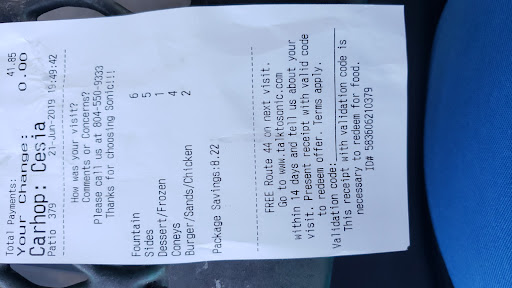 Total Payments: 41.85
Your Change: 0.00
Carhop: Cesia
Patio 379 21-Jun-2019 19:49:42
How was your visit?
Comments or Concerns?
Please call us at 804-550-9333
Thanks for choosing Sonic!!!
Fountain 6
Sides 5
Dessert/Frozen 1
Coneys 4
Burger/Sands/Chicken 2
Package Savings:8.22
FREE Route 44 on next visit.
Go to www.talktosonic.com
within 14 days and tell us about your
visit. Present receipt with valid code
to redeem offer. Terms apply.
Validation code:
This receipt with validation code is
necessary to redeem for food.
ID# 583606210379